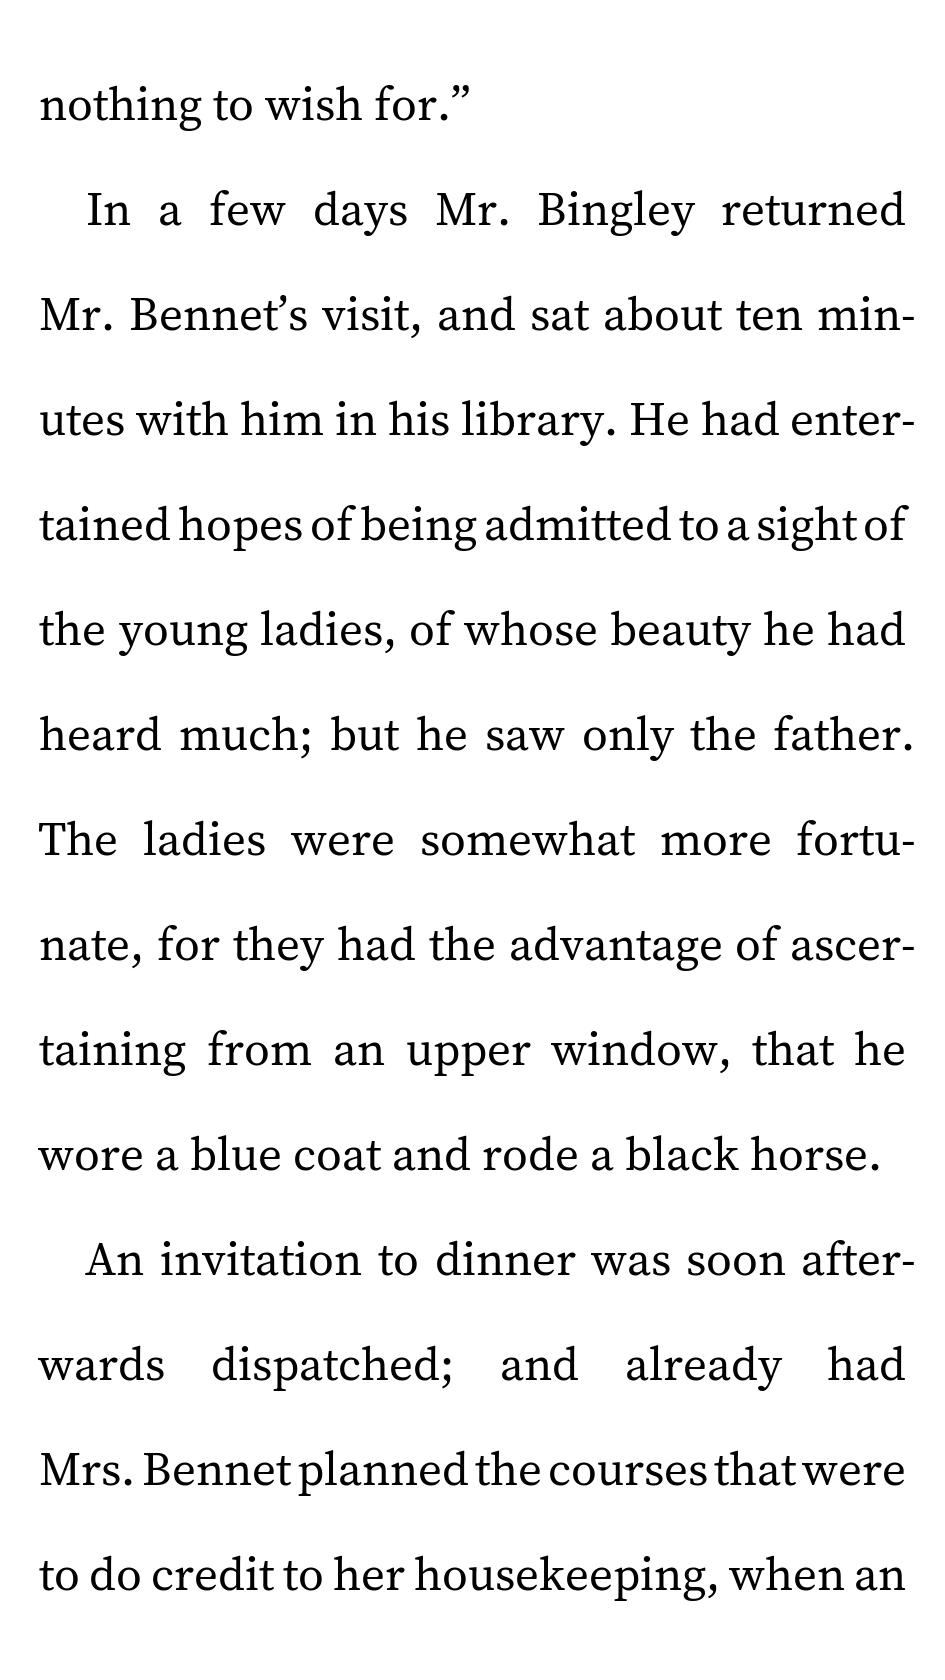 nothing to wish for.”
In a few days Mr. Bingley returned
Mr. Bennet’s visit, and sat about ten min-
utes with him in his library. He had enter-
tained hopes of being admitted to a sight of
the young ladies, of whose beauty he had
heard much; but he saw only the father.
The ladies were somewhat more fortu-
nate, for they had the advantage of ascer-
taining from an upper window, that he
wore a blue coat and rode a black horse.
An invitation to dinner was soon after-
wards dispatched; and already had
Mrs. Bennet planned the courses that were
to do credit to her housekeeping, when an